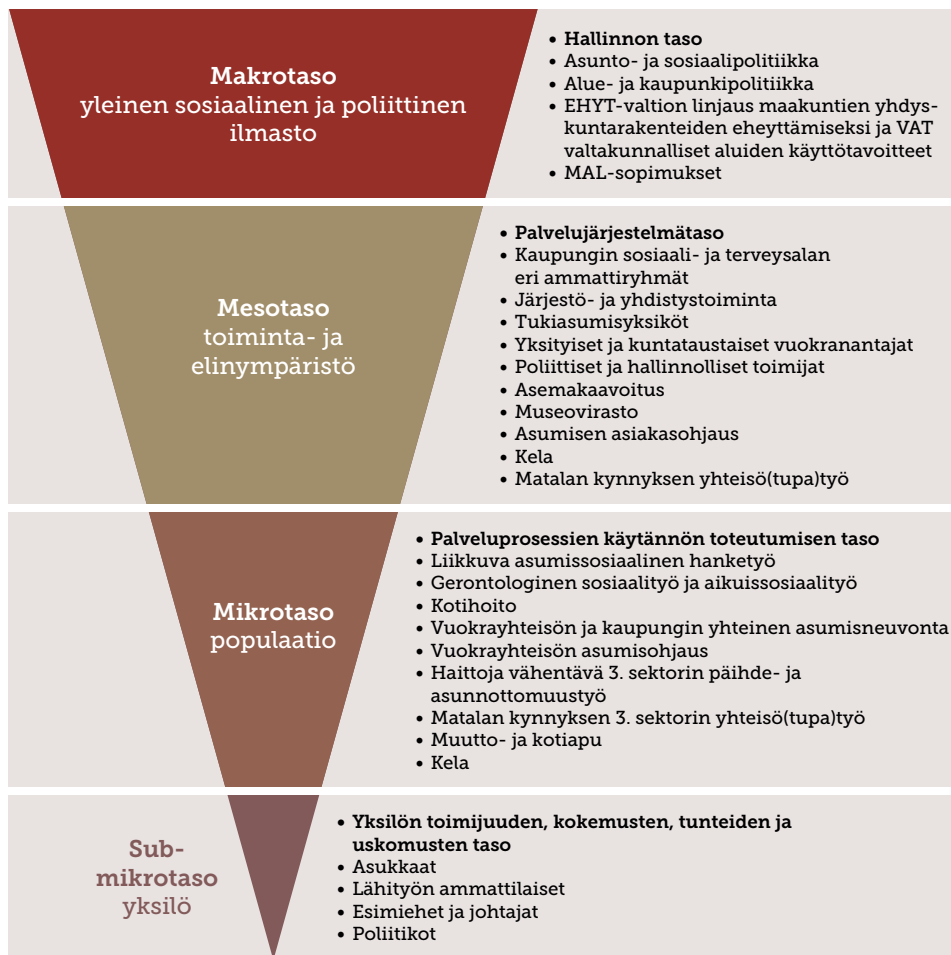 Makrotaso
yleinen sosiaalinen ja poliittinen
ilmasto
• Hallinnon taso
• Asunto- ja sosiaalipolitiikka
• Alue- ja kaupunkipolitiikka
• EHYT-valtion linjaus maakuntien yhdys-
kuntarakenteiden eheyttämiseksi ja VAT
valtakunnalliset aluiden käyttötavoitteet
• MAL-sopimukset
Mesotaso
toiminta- ja
elinympäristö
• Palvelujärjestelmätaso
• Kaupungin sosiaali- ja terveysalan
eri ammattiryhmät
• Järjestö- ja yhdistystoiminta
• Tukiasumisyksiköt
• Yksityiset ja kuntataustaiset vuokranantajat
• Poliittiset ja hallinnolliset toimijat
• Asemakaavoitus
• Museovirasto
• Asumisen asiakasohjaus
• Kela
• Matalan kynnyksen yhteisö(tupa)työ
Mikrotaso
populaatio
• Palveluprosessien käytännön toteutumisen taso
• Liikkuva asumissosiaalinen hanketyö
• Gerontologinen sosiaalityö ja aikuissosiaalityö
• Kotihoito
• Vuokrayhteisön ja kaupungin yhteinen asumisneuvonta
• Vuokrayhteisön asumisohjaus
• Haittoja vähentävä 3. sektorin päihde- ja
asunnottomuustyö
• Matalan kynnyksen 3. sektorin yhteisö(tupa)työ
• Muutto- ja kotiapu
• Kela
Sub-
mikrotaso
yksilö
• Yksilön toimijuuden, kokemusten, tunteiden ja
uskomusten taso
• Asukkaat
• Lähityön ammattilaiset
• Esimiehet ja johtajat
• Poliitikot